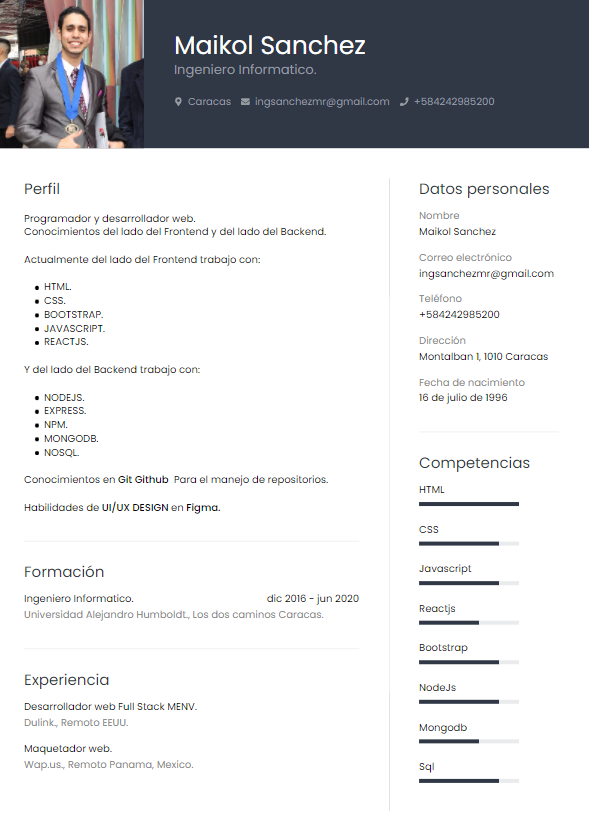 Maikol Sanchez
Ingeniero Informatico.
Caracas ingsanchezmr@gmail.com +584242985200
Perfil
Programador y desarrollador web.
Conocimientos del lado del Frontend y del lado del Backend.
Actualmente del lado del Frontend trabajo con:
HTML.
CSS.
BOOTSTRAP.
JAVASCRIPT.
REACTJS.
Y del lado del Backend trabajo con:
NODEJS.
EXPRESS.
NPM.
MONGODB.
NOSQL.
Conocimientos en Git Github Para el manejo de repositorios.
Habilidades de UI/UX DESIGN en Figma.
Formación
Ingeniero Informatico. dic 2016 - jun 2020
Universidad Alejandro Humboldt., Los dos caminos Caracas.
Experiencia
Desarrollador web Full Stack MENV.
Dulink., Remoto EEUU.
Maquetador web.
Wap.us., Remoto Panama, Mexico.
Datos personales
Nombre
Maikol Sanchez
Correo electrónico
ingsanchezmr@gmail.com
Teléfono
+584242985200
Dirección
Montalban 1, 1010 Caracas
Fecha de nacimiento
16 de julio de 1996
Competencias
HTML
CSS
Javascript
Reactjs
Bootstrap
NodeJs
Mongodb
Sql